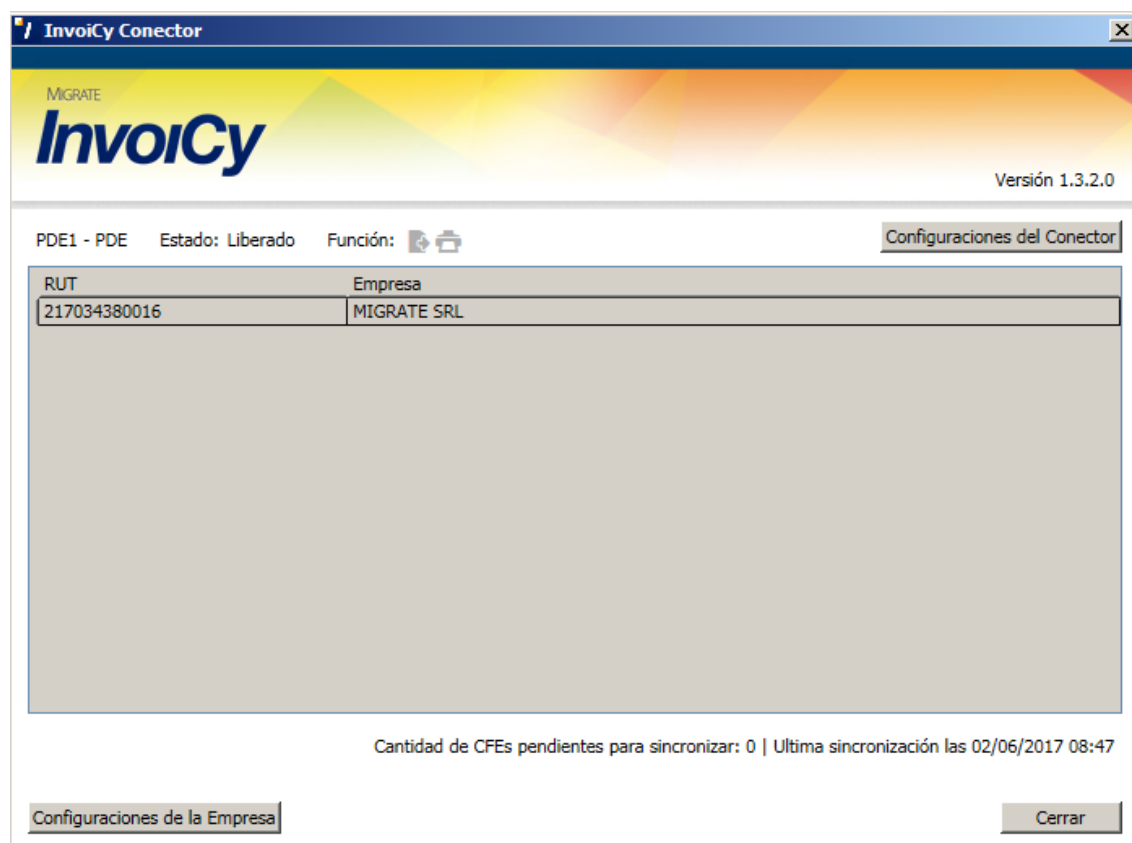 InvoiCy Conector
MIGRATE
InvoiCy
Versión 1.3.2.0
PDE1 - PDE Estado: Liberado Función: Configuraciones del Conector
RUT Empresa
217034380016 MIGRATE SRL
Cantidad de CFEs pendientes para sincronizar: 0 | Ultima sincronización las 02/06/2017 08:47
Configuraciones de la Empresa Cerrar